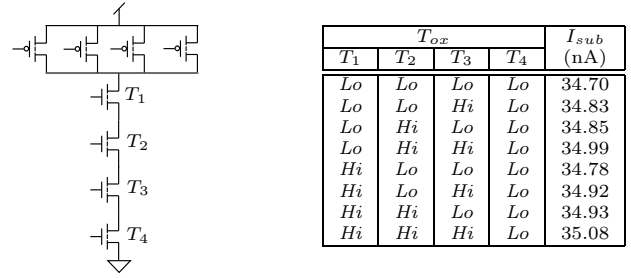 T1
T2
T3
T4
Tox Isub
T1 T2 T3 T4 (nA)
Lo Lo Lo Lo 34.70
Lo Lo Hi Lo 34.83
Lo Hi Lo Lo 34.85
Lo Hi Hi Lo 34.99
Hi Lo Lo Lo 34.78
Hi Lo Hi Lo 34.92
Hi Hi Lo Lo 34.93
Hi Hi Hi Lo 35.08